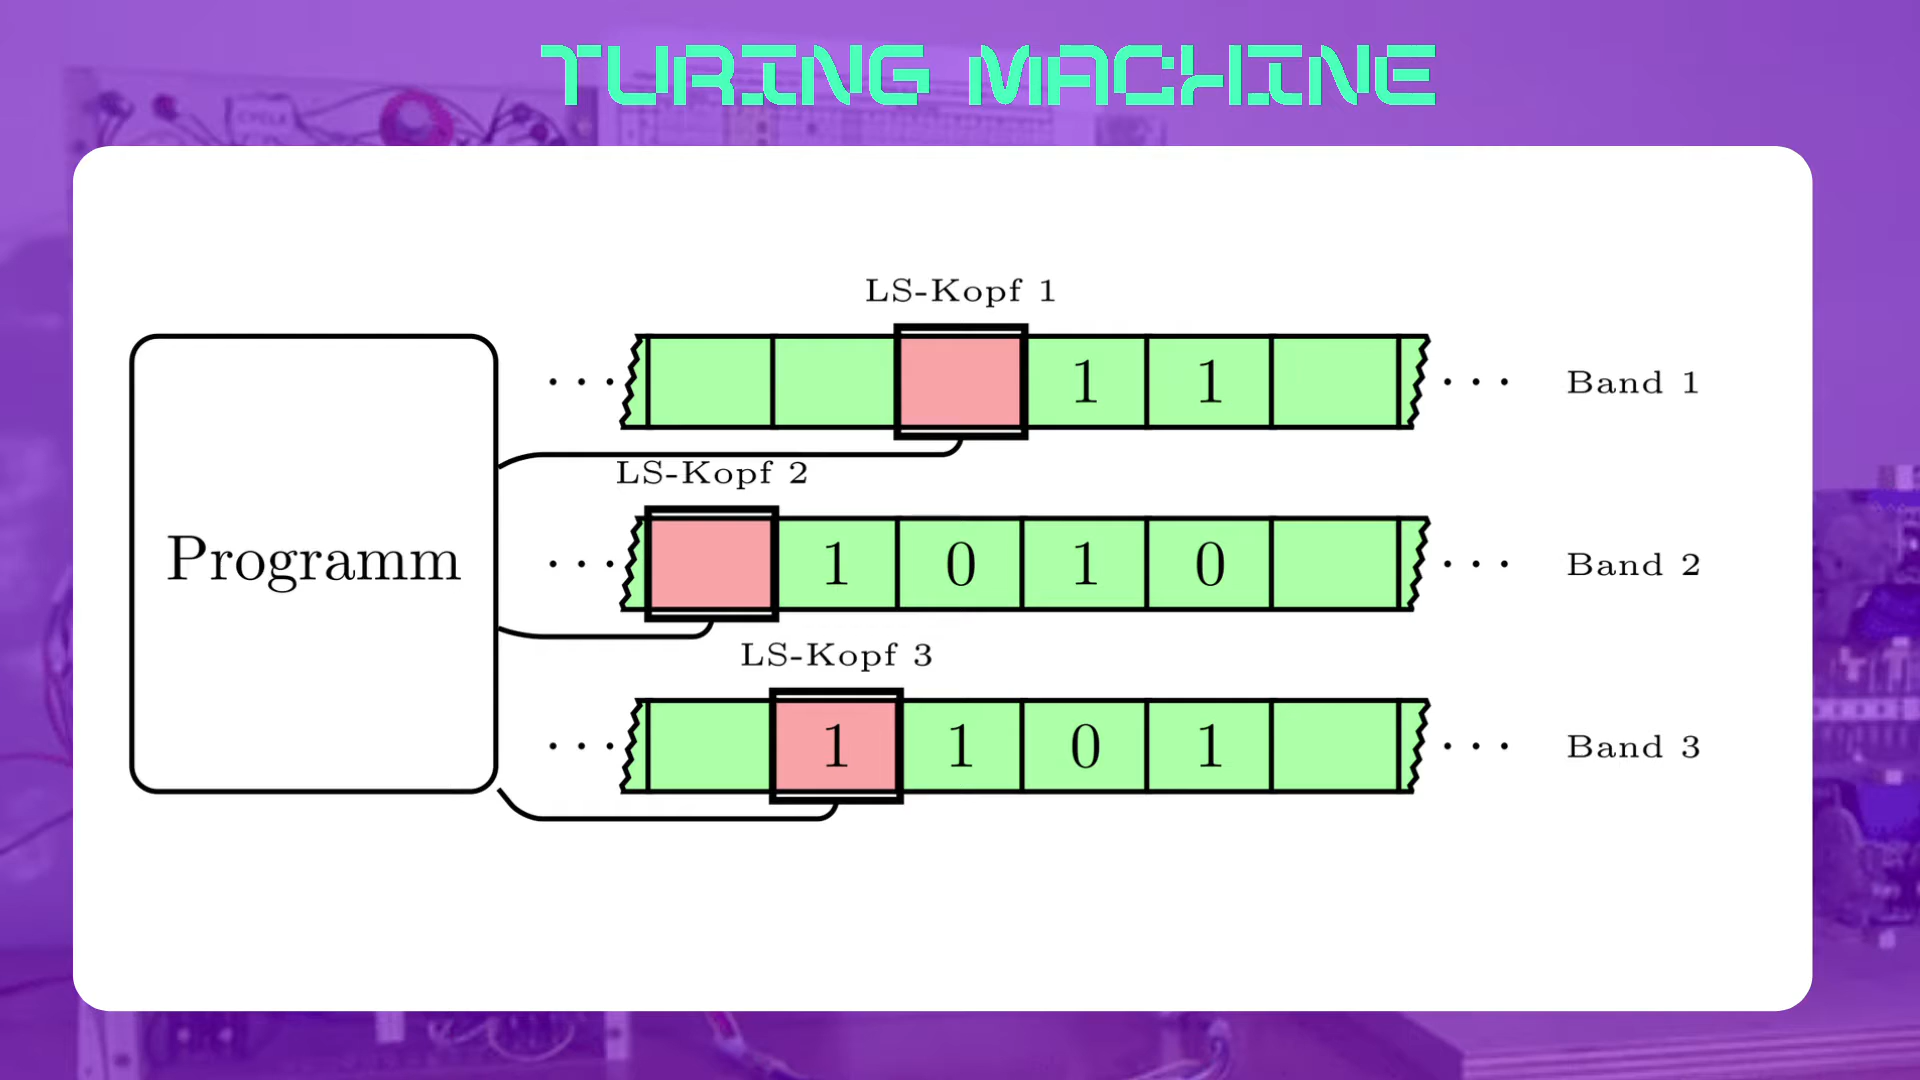 TURING MACHINE
CYCLE
LS-Kopf 1
··· 1 1 ··· Band 1
LS-Kopf 2
Programm ··· 1 0 1 0 ··· Band 2
LS-Kopf 3
··· 1 1 0 1 ··· Band 3